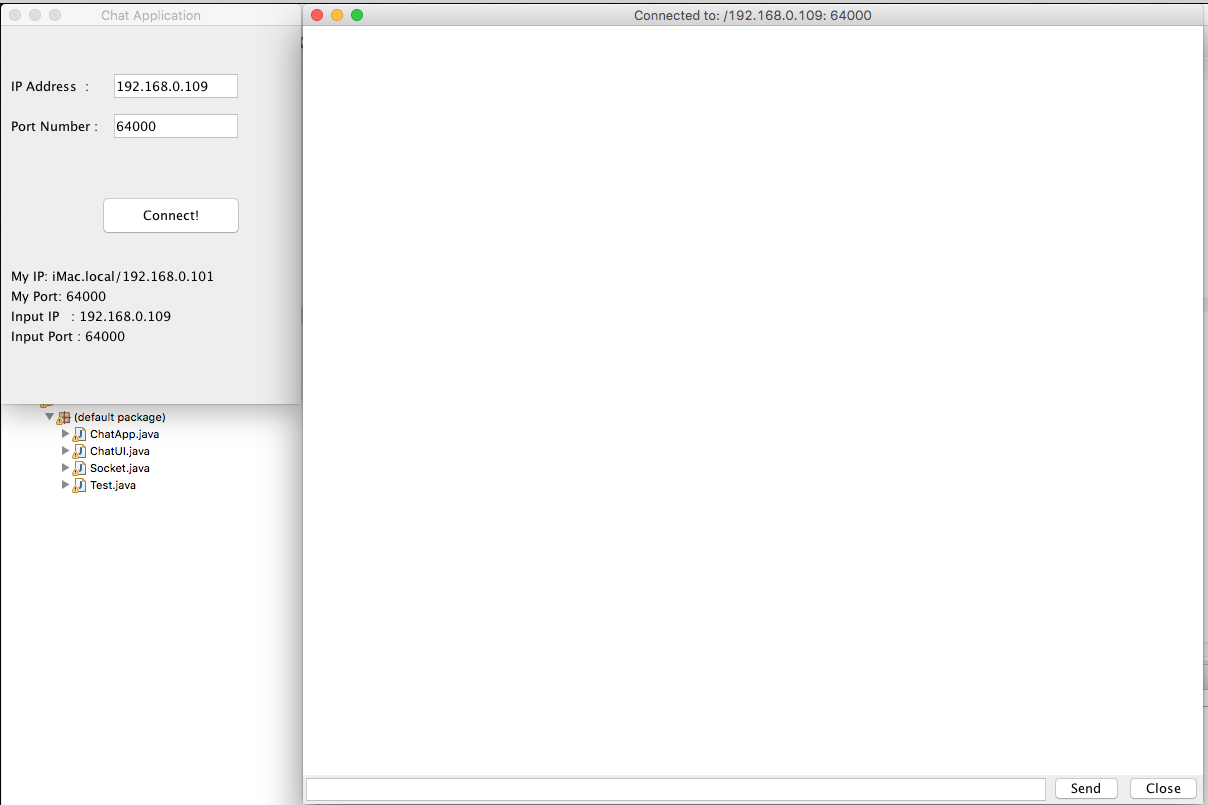 Chat Application
IP Address  :
192.168.0.109
Port Number :
64000
Connect!
My IP: iMac.local/192.168.0.101
My Port: 64000
Input IP   : 192.168.0.109
Input Port : 64000
(default package)
ChatApp.java
ChatUI.java
Socket.java
Test.java
Connected to: /192.168.0.109: 64000
Send
Close